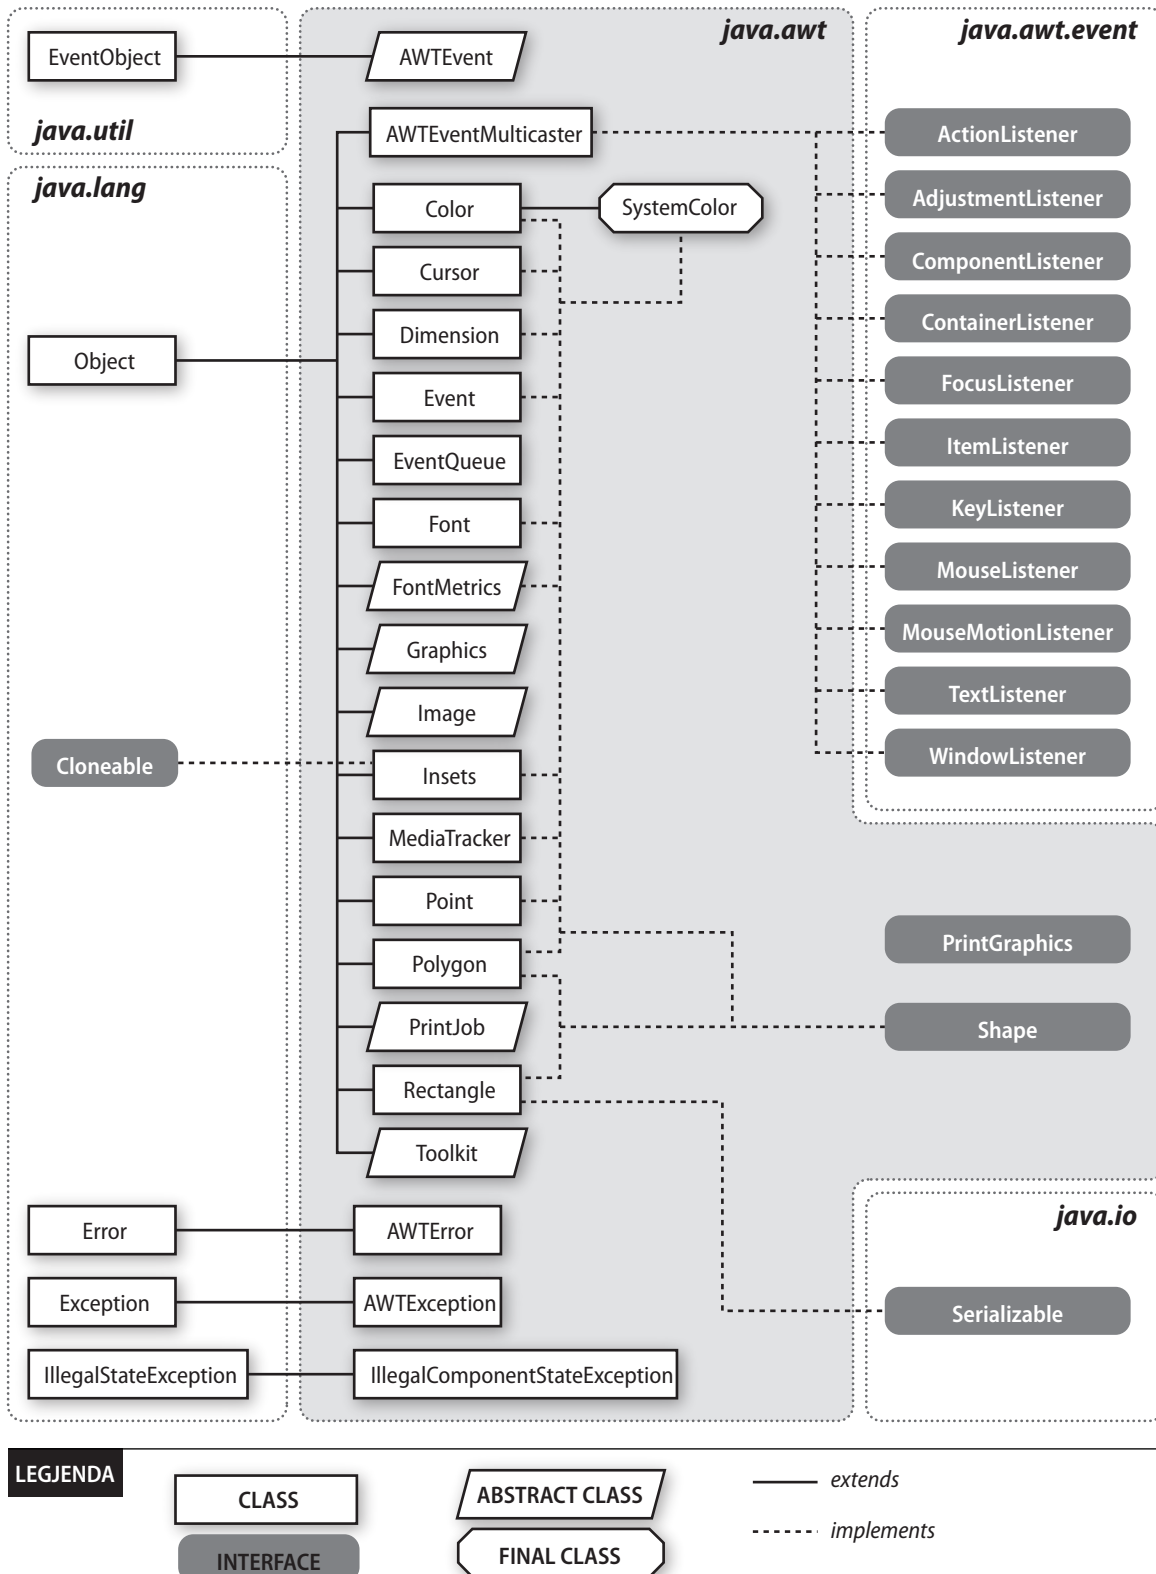 java.awt
java.awt.event
EventObject
AWTEvent
java.util
AWTEventMulticaster
ActionListener
java.lang
Color
SystemColor
AdjustmentListener
Cursor
ComponentListener
Dimension
ContainerListener
Object
Event
FocusListener
EventQueue
ItemListener
Font
KeyListener
FontMetrics
MouseListener
Graphics
MouseMotionListener
Image
TextListener
Cloneable
Insets
WindowListener
MediaTracker
Point
PrintGraphics
Polygon
PrintJob
Shape
Rectangle
Toolkit
java.io
Error
AWTError
Exception
AWTException
Serializable
IllegalStateException
IllegalComponentStateException
LEGJENDA
CLASS
ABSTRACT CLASS
extends
implements
INTERFACE
FINAL CLASS